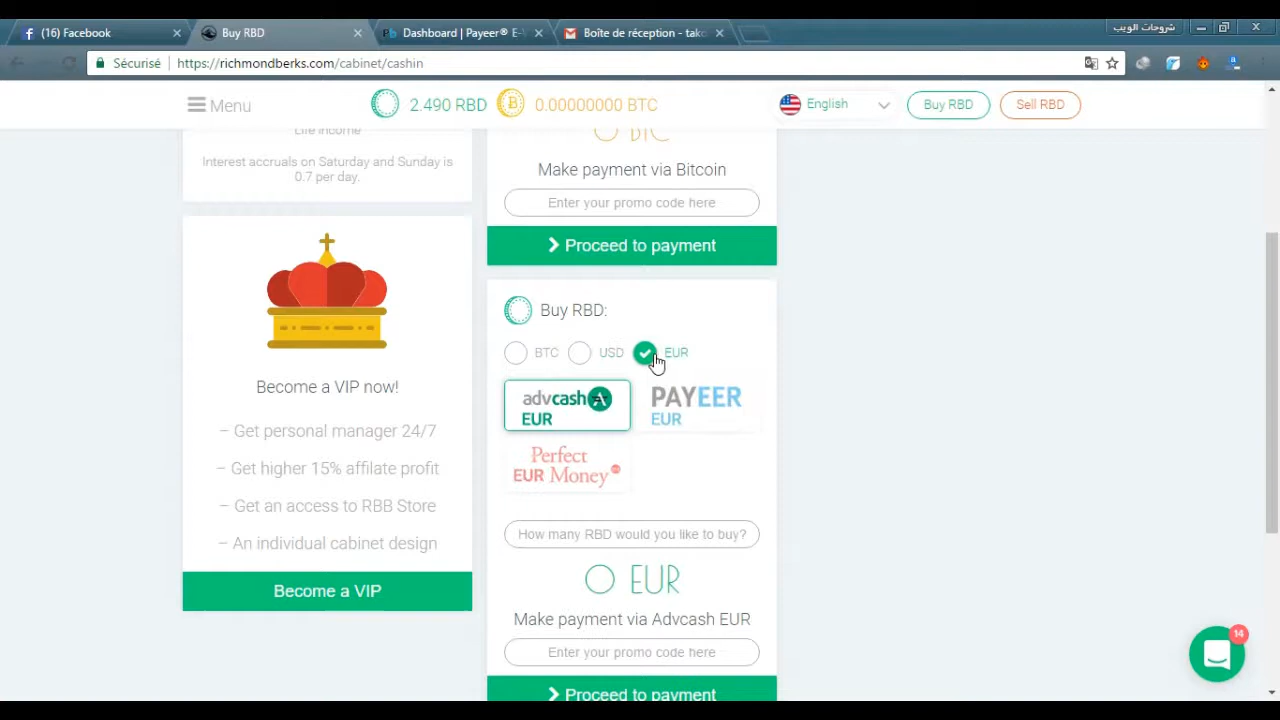 (16) Facebook
Buy RBD
Dashboard | Payeer® E-
Boîte de réception - tak
شروحات الويب
Sécurisé
https://richmondberks.com/cabinet/cashin
Menu
2.490 RBD
0.00000000 BTC
English
Buy RBD
Sell RBD
Life income
Interest accruals on Saturday and Sunday is
0.7 per day.
Become a VIP now!
– Get personal manager 24/7
– Get higher 15% affilate profit
– Get an access to RBB Store
– An individual cabinet design
Become a VIP
BTC
Make payment via Bitcoin
Enter your promo code here
Proceed to payment
Buy RBD:
BTC
USD
EUR
advcash
EUR
PAYEER
EUR
Perfect
EUR Money
How many RBD would you like to buy?
EUR
Make payment via Advcash EUR
Enter your promo code here
Proceed to payment
14